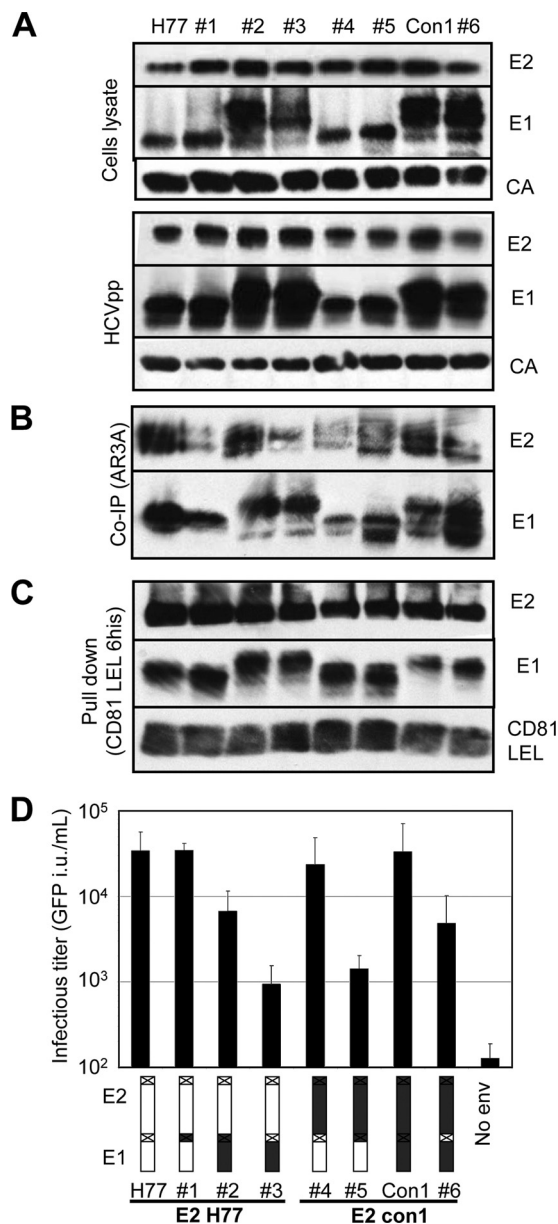 A
H77 #1 #2 #3 #4 #5 Con1 #6
Cells lysate
E2
E1
CA
HCVpp
E2
E1
CA
B
Co-IP (AR3A)
E2
E1
C
Pull down
(CD81 LEL 6his)
E2
E1
CD81
LEL
D
Infectious titer (GFP i.u./mL)
10⁵
10⁴
10³
10²
E2
E1
No env
H77 #1 #2 #3 #4 #5 Con1 #6
E2 H77 E2 con1